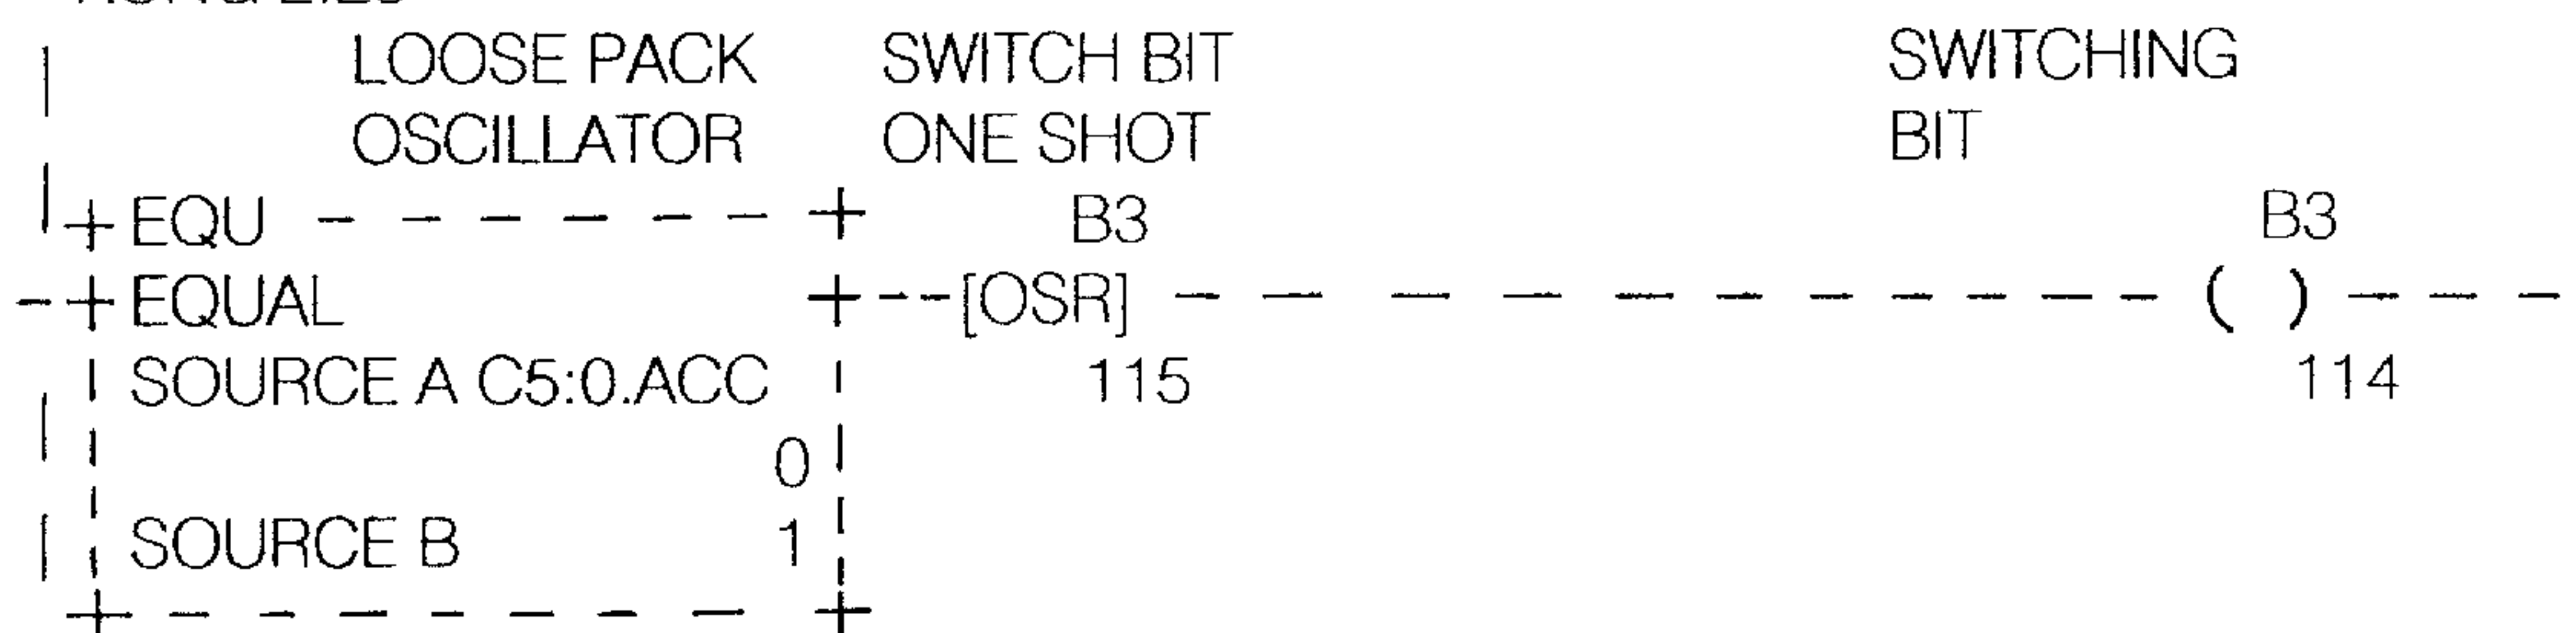 LOOSE PACK SWITCH BIT SWITCHING
OSCILLATOR ONE SHOT BIT
EQU B3 B3
EQUAL [OSR] ( )
SOURCE A C5:0.ACC 115 114
0
SOURCE B 1